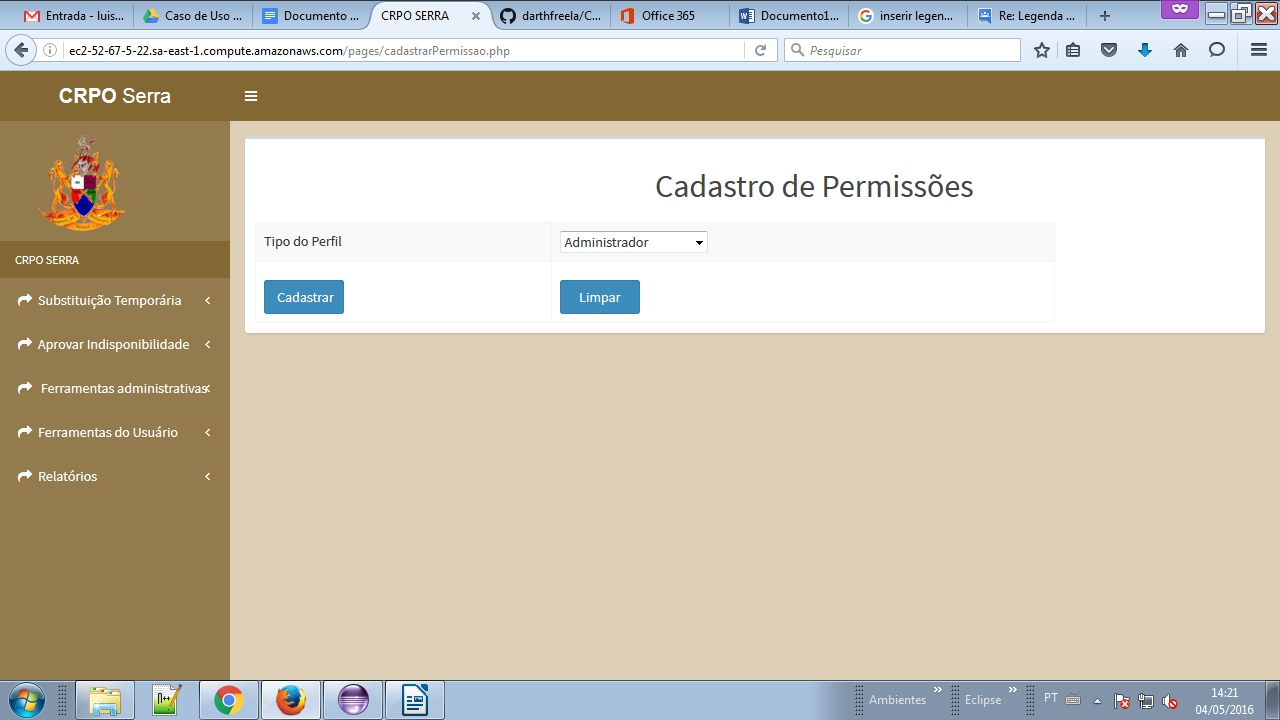 Entrada - luis...
Caso de Uso ...
Documento ...
CRPO SERRA
darthfreela/C...
Office 365
Documento1...
inserir legen...
Re: Legenda ...
ec2-52-67-5-22.sa-east-1.compute.amazonaws.com/pages/cadastrarPermissao.php
Pesquisar
CRPO Serra
CRPO SERRA
Substituição Temporária
Aprovar Indisponibilidade
Ferramentas administrativas
Ferramentas do Usuário
Relatórios
Cadastro de Permissões
Tipo do Perfil
Administrador
Cadastrar
Limpar
Ambientes
Eclipse
PT
14:21
04/05/2016